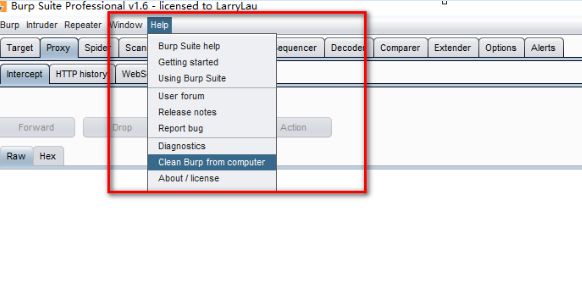 Burp Suite Professional v1.6 - licensed to LarryLau
Burp Intruder Repeater Window Help
Target Proxy Spider Scan Sequencer Decoder Comparer Extender Options Alerts
Intercept HTTP history WebS
Burp Suite help
Getting started
Using Burp Suite
User forum
Release notes
Report bug
Forward Drop Action
Diagnostics
Raw Hex
Clean Burp from computer
About / license